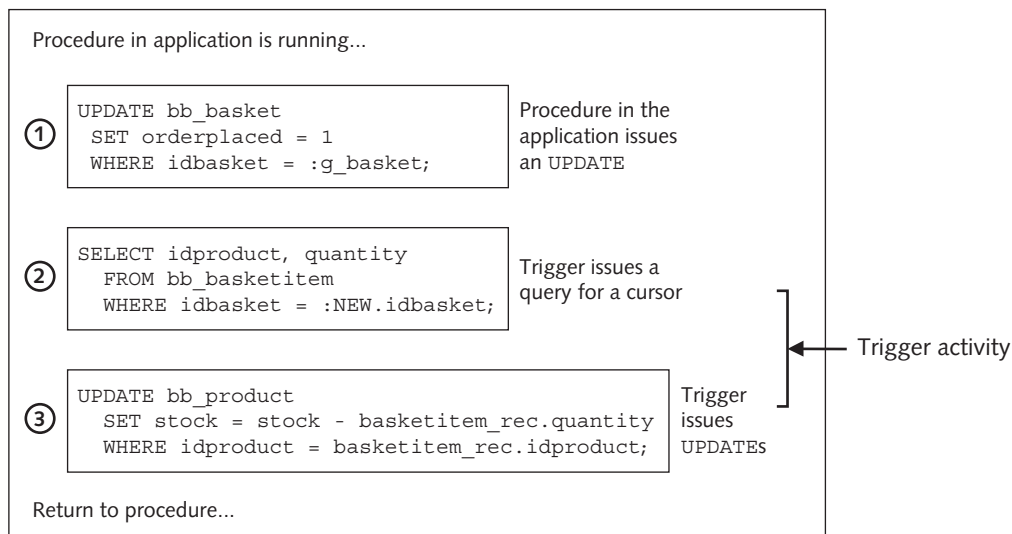 Procedure in application is running...
1
UPDATE bb_basket
SET orderplaced = 1
WHERE idbasket = :g_basket;
Procedure in the
application issues
an UPDATE
2
SELECT idproduct, quantity
FROM bb_basketitem
WHERE idbasket = :NEW.idbasket;
Trigger issues a
query for a cursor
Trigger activity
3
UPDATE bb_product
SET stock = stock - basketitem_rec.quantity
WHERE idproduct = basketitem_rec.idproduct;
Trigger
issues
UPDATEs
Return to procedure...